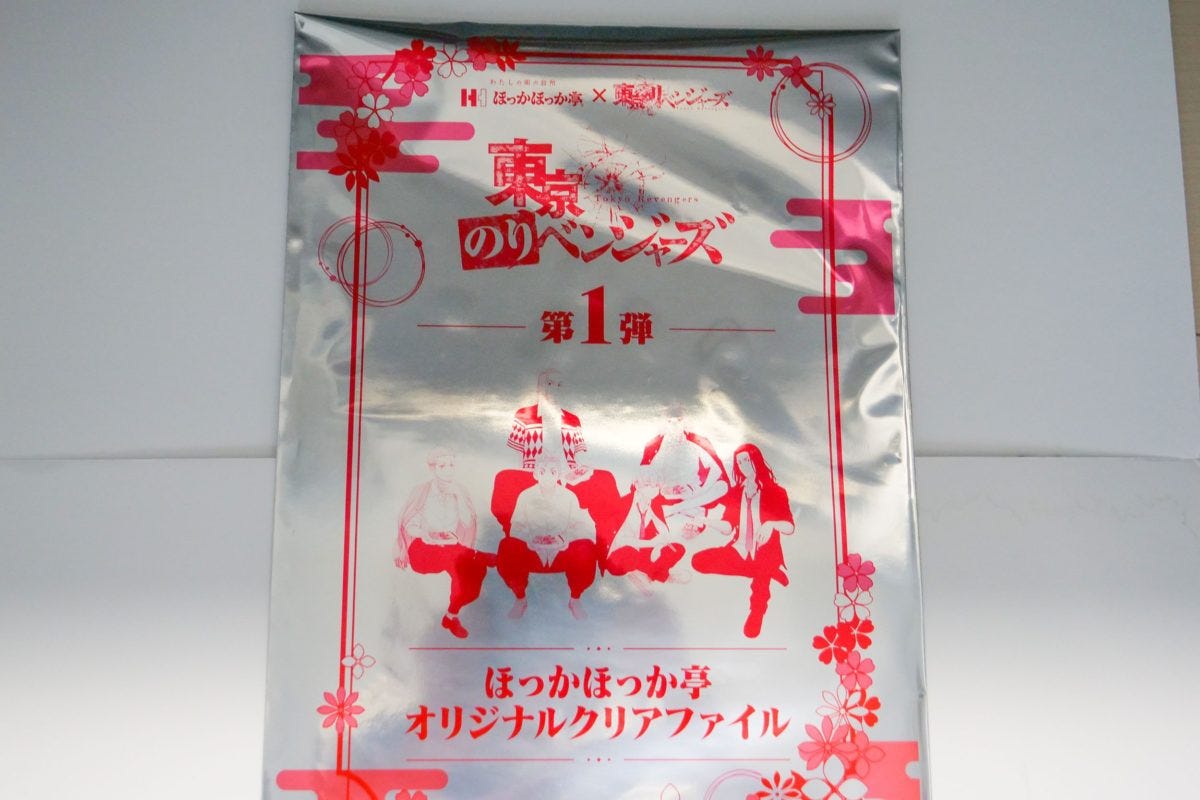 わたしの街の台所
ほっかほっか亭 × 東京リベンジャーズ
東京
Tokyo Revengers
のりベンジャーズ
第1弾
ほっかほっか亭
オリジナルクリアファイル